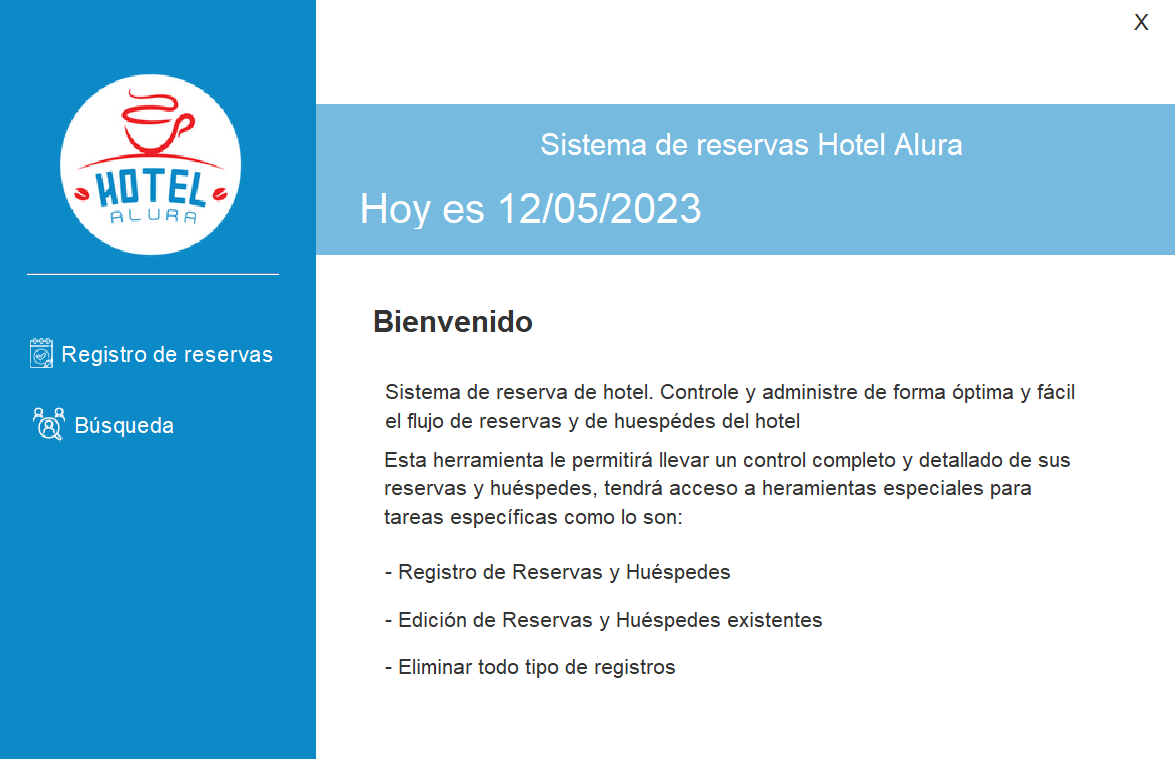 X
HOTEL
ALURA
Registro de reservas
Búsqueda
Sistema de reservas Hotel Alura
Hoy es 12/05/2023
Bienvenido
Sistema de reserva de hotel. Controle y administre de forma óptima y fácil
el flujo de reservas y de huespédes del hotel
Esta herramienta le permitirá llevar un control completo y detallado de sus
reservas y huéspedes, tendrá acceso a heramientas especiales para
tareas específicas como lo son:
- Registro de Reservas y Huéspedes
- Edición de Reservas y Huéspedes existentes
- Eliminar todo tipo de registros